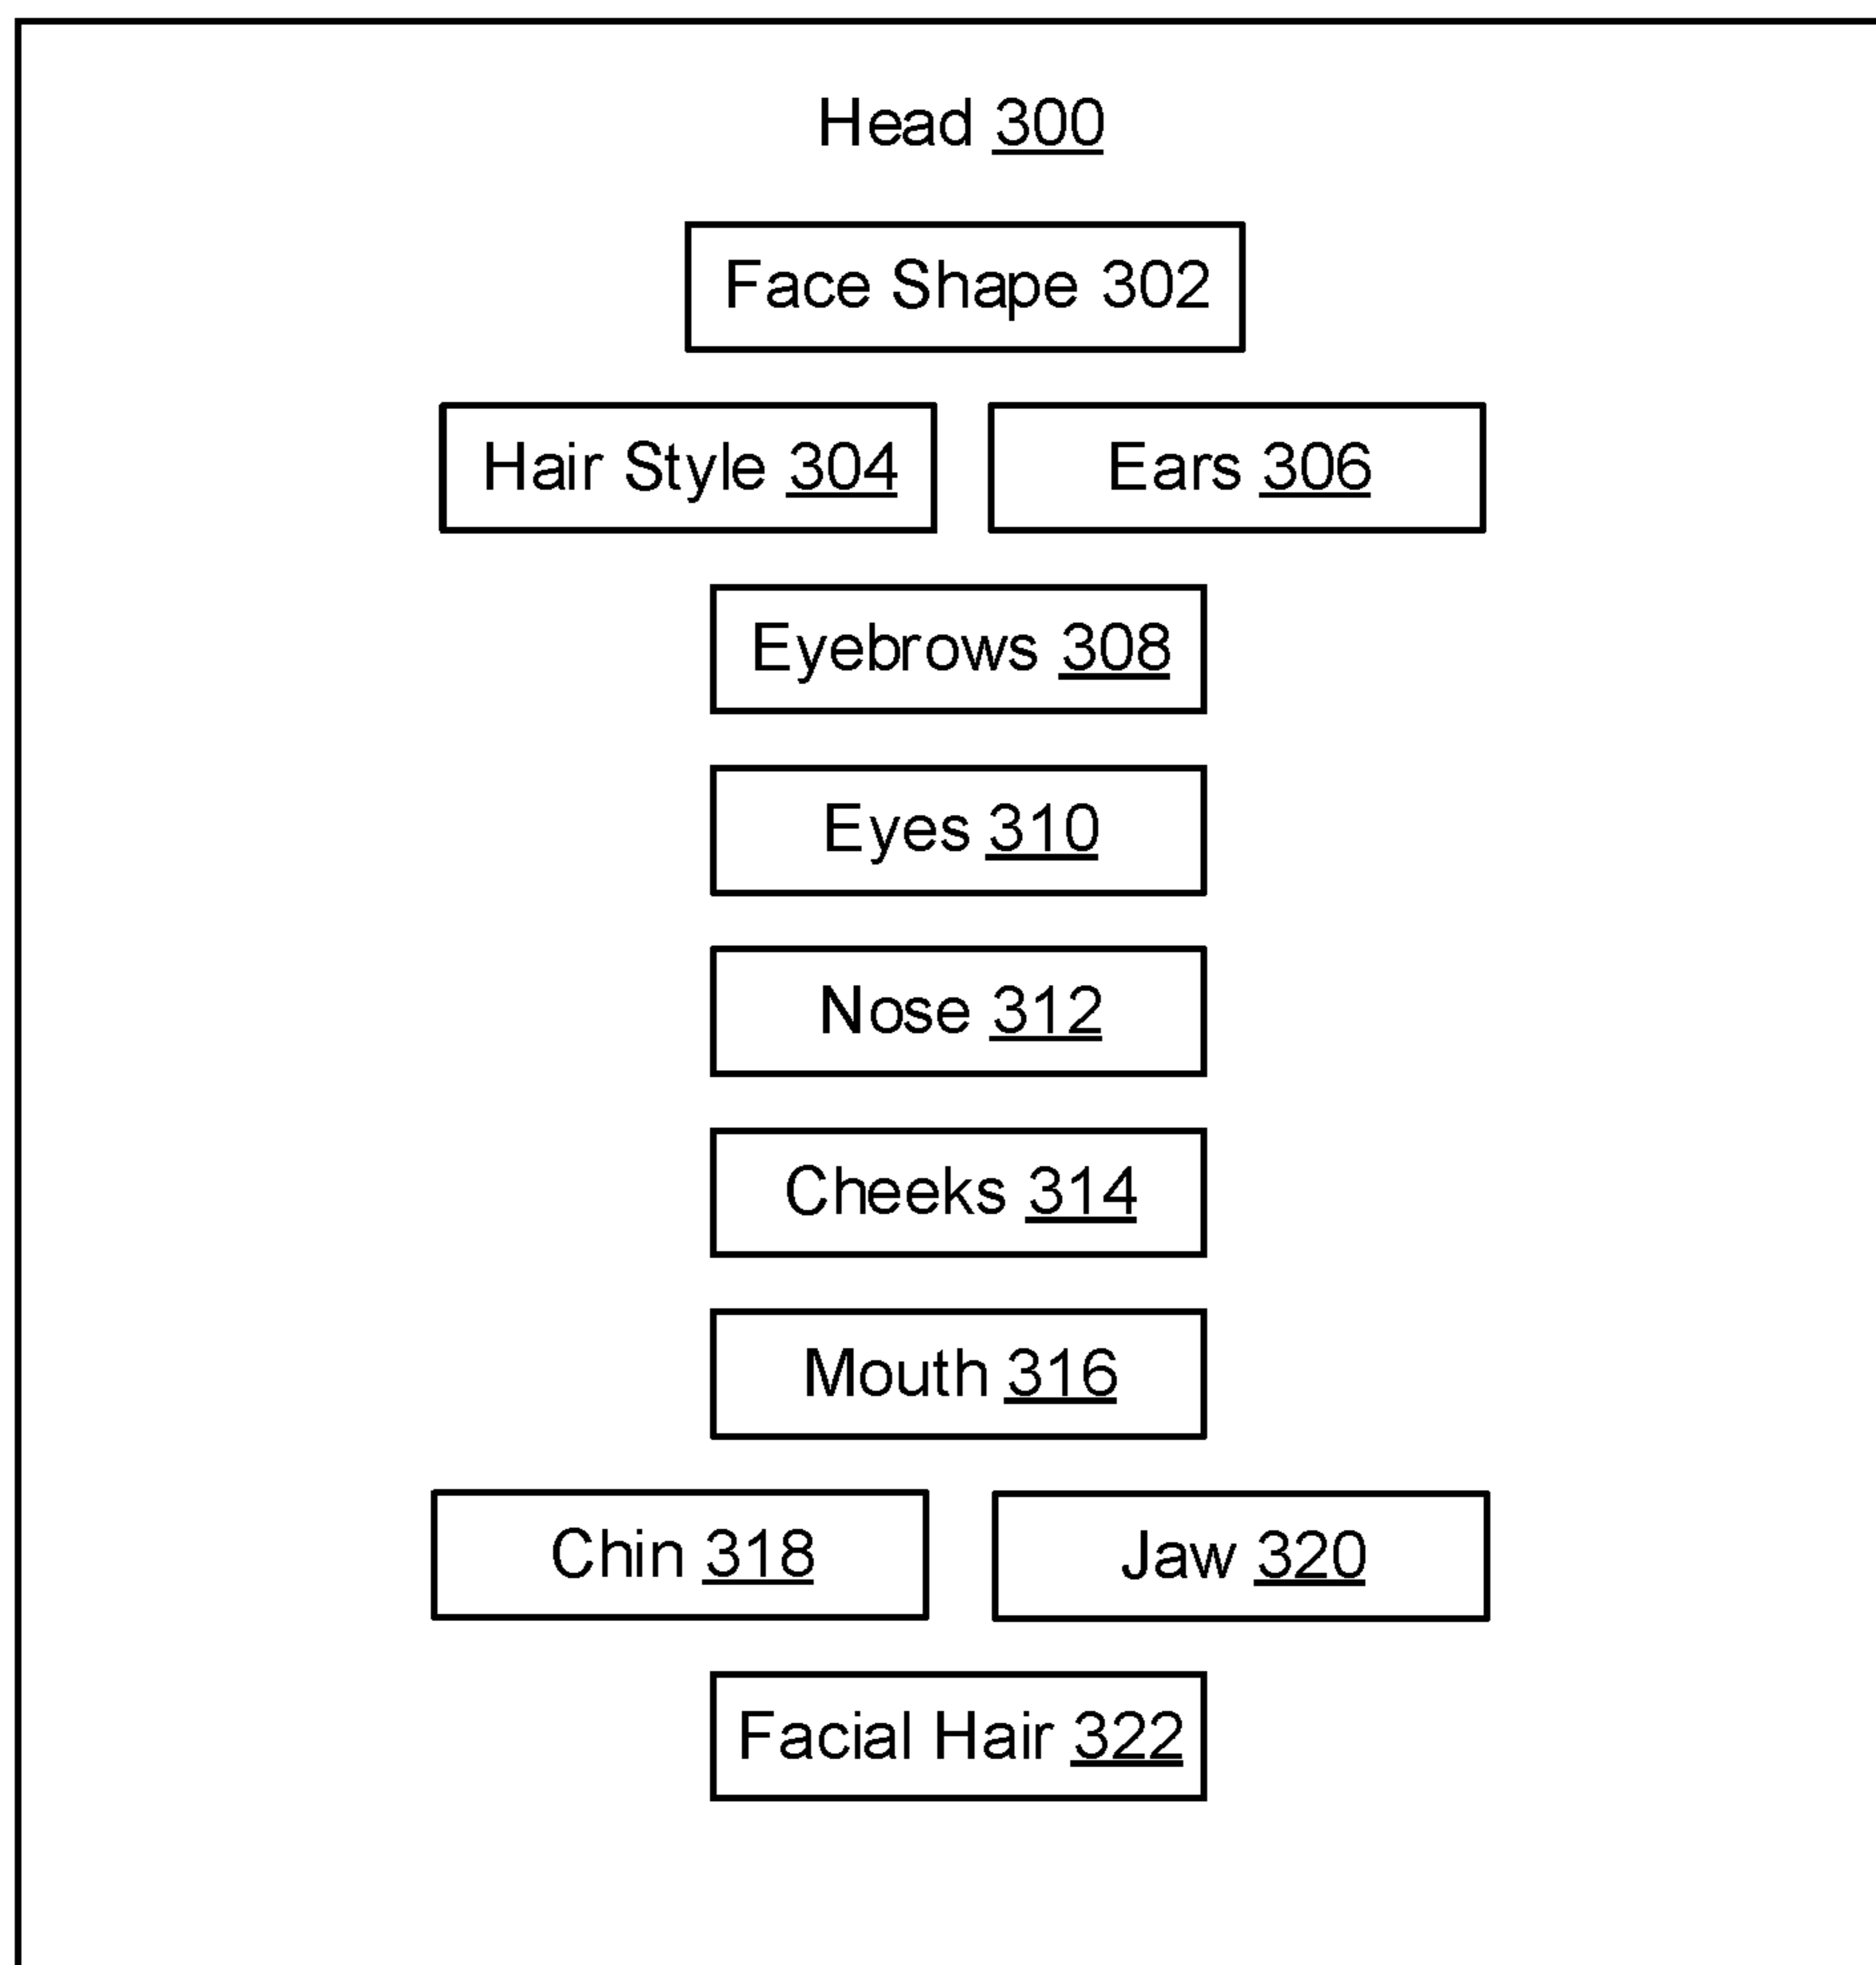 Head 300
Face Shape 302
Hair Style 304 Ears 306
Eyebrows 308
Eyes 310
Nose 312
Cheeks 314
Mouth 316
Chin 318 Jaw 320
Facial Hair 322